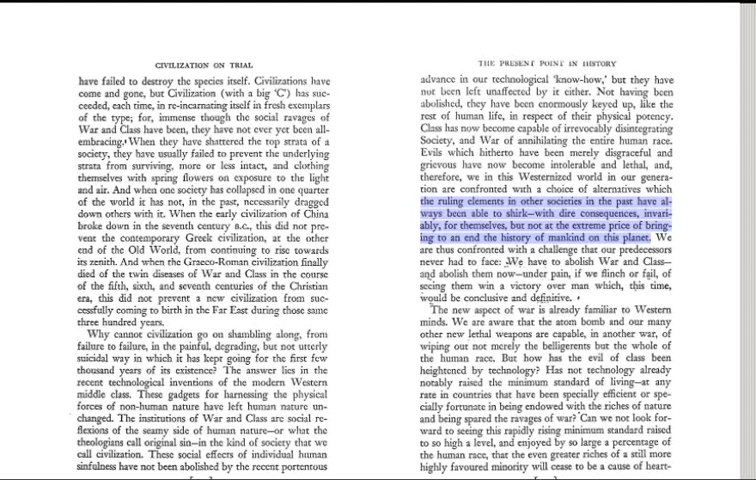 CIVILIZATION ON TRIAL
have failed to destroy the species itself. Civilizations have
come and gone, but Civilization (with a big 'C') has suc-
ceeded, each time, in re-incarnating itself in fresh exemplars
of the type; for, immense though the social ravages of
War and Class have been, they have not ever yet been all-
embracing. When they have shattered the top strata of a
society, they have usually failed to prevent the underlying
strata from surviving, more or less intact, and clothing
themselves with spring flowers on exposure to the light
and air. And when one society has collapsed in one quarter
of the world it has not, in the past, necessarily dragged
down others with it. When the early civilization of China
broke down in the seventh century B.C., this did not pre-
vent the contemporary Greek civilization, at the other
end of the Old World, from continuing to rise towards
its zenith. And when the Graeco-Roman civilization finally
died of the twin diseases of War and Class in the course
of the fifth, sixth, and seventh centuries of the Christian
era, this did not prevent a new civilization from suc-
cessfully coming to birth in the Far East during those same
three hundred years.
Why cannot civilization go on shambling along, from
failure to failure, in the painful, degrading, but not utterly
suicidal way in which it has kept going for the first few
thousand years of its existence? The answer lies in the
recent technological inventions of the modern Western
middle class. These gadgets for harnessing the physical
forces of non-human nature have left human nature un-
changed. The institutions of War and Class are social re-
flexions of the seamy side of human nature—or what the
theologians call original sin—in the kind of society that we
call civilization. These social effects of individual human
sinfulness have not been abolished by the recent portentous
THE PRESENT POINT IN HISTORY
advance in our technological 'know-how,' but they have
not been left unaffected by it either. Not having been
abolished, they have been enormously keyed up, like the
rest of human life, in respect of their physical potency.
Class has now become capable of irrevocably disintegrating
Society, and War of annihilating the entire human race.
Evils which hitherto have been merely disgraceful and
grievous have now become intolerable and lethal, and,
therefore, we in this Westernized world in our genera-
tion are confronted with a choice of alternatives which
the ruling elements in other societies in the past have al-
ways been able to shirk—with dire consequences, invari-
ably, for themselves, but not at the extreme price of bring-
ing to an end the history of mankind on this planet. We
are thus confronted with a challenge that our predecessors
never had to face: We have to abolish War and Class—
and abolish them now—under pain, if we flinch or fail, of
seeing them win a victory over man which, this time,
would be conclusive and definitive.
The new aspect of war is already familiar to Western
minds. We are aware that the atom bomb and our many
other new lethal weapons are capable, in another war, of
wiping out not merely the belligerents but the whole of
the human race. But how has the evil of class been
heightened by technology? Has not technology already
notably raised the minimum standard of living—at any
rate in countries that have been specially efficient or spe-
cially fortunate in being endowed with the riches of nature
and being spared the ravages of war? Can we not look for-
ward to seeing this rapidly rising minimum standard raised
to so high a level, and enjoyed by so large a percentage of
the human race, that the even greater riches of a still more
highly favoured minority will cease to be a cause of heart-